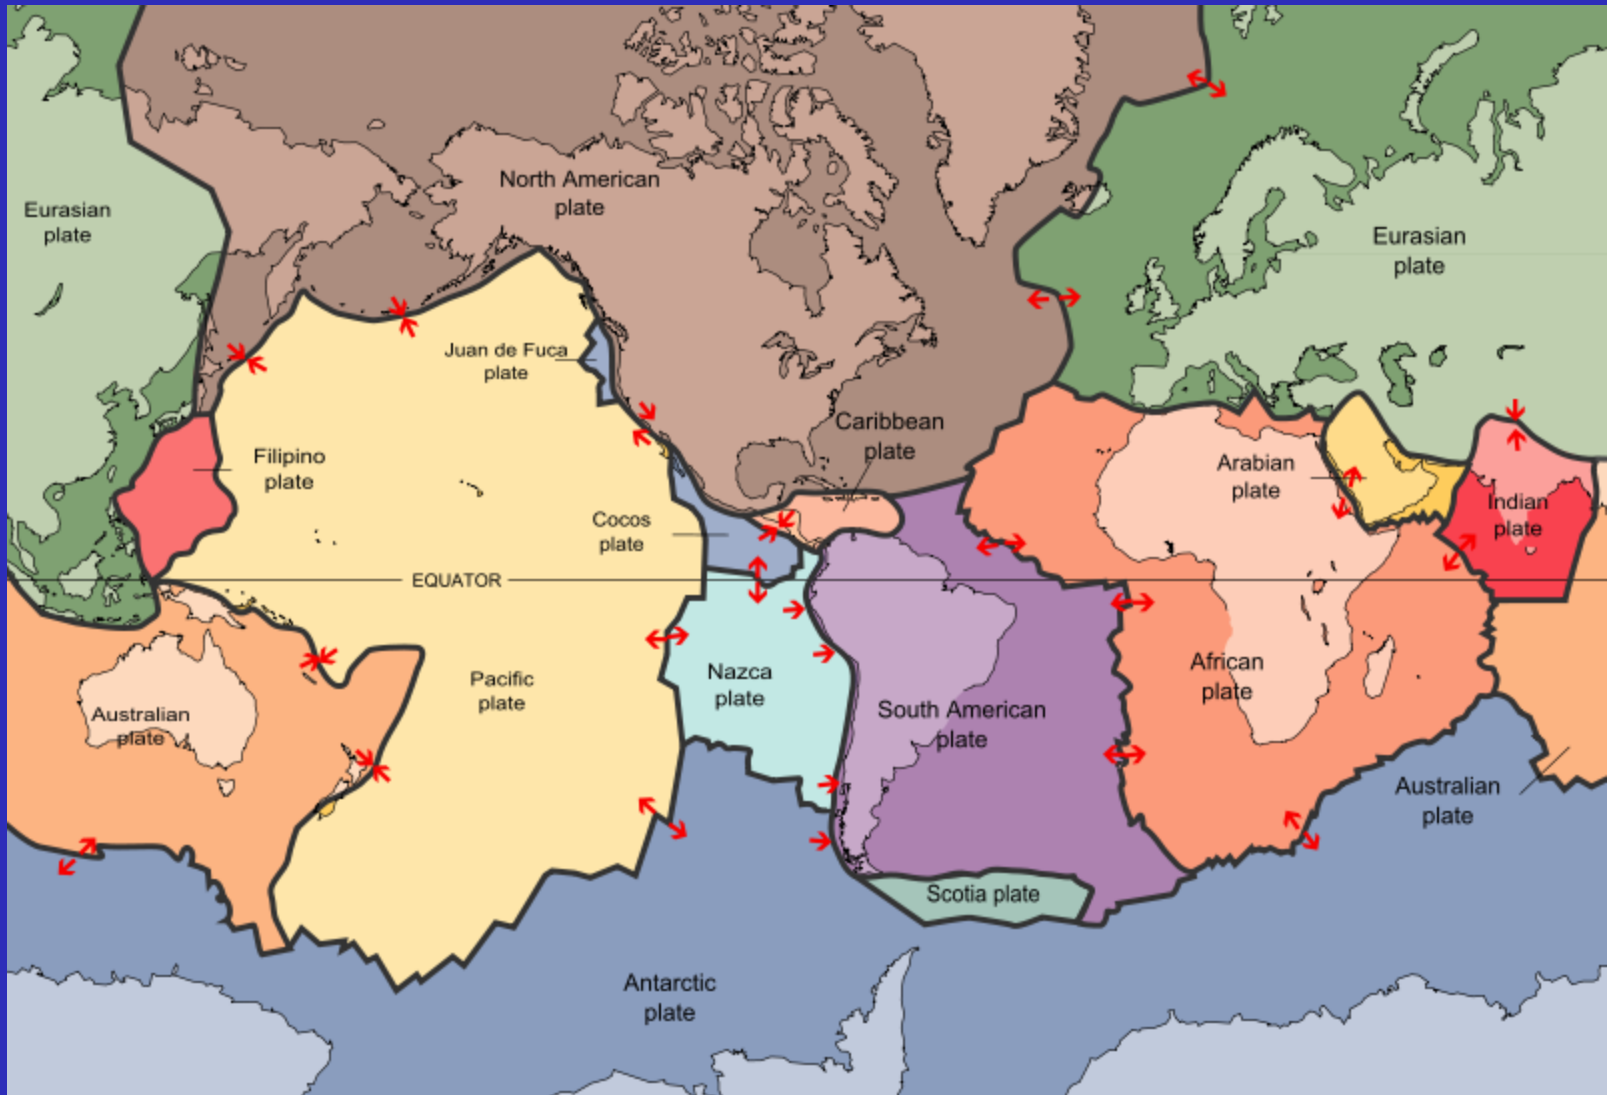 North American
plate
Eurasian
plate
Eurasian
plate
Juan de Fuca
plate
Caribbean
plate
Filipino
plate
Arabian
plate
Indian
plate
Cocos
plate
EQUATOR
Nazca
plate
Pacific
plate
African
plate
Australian
plate
South American
plate
Australian
plate
Scotia plate
Antarctic
plate